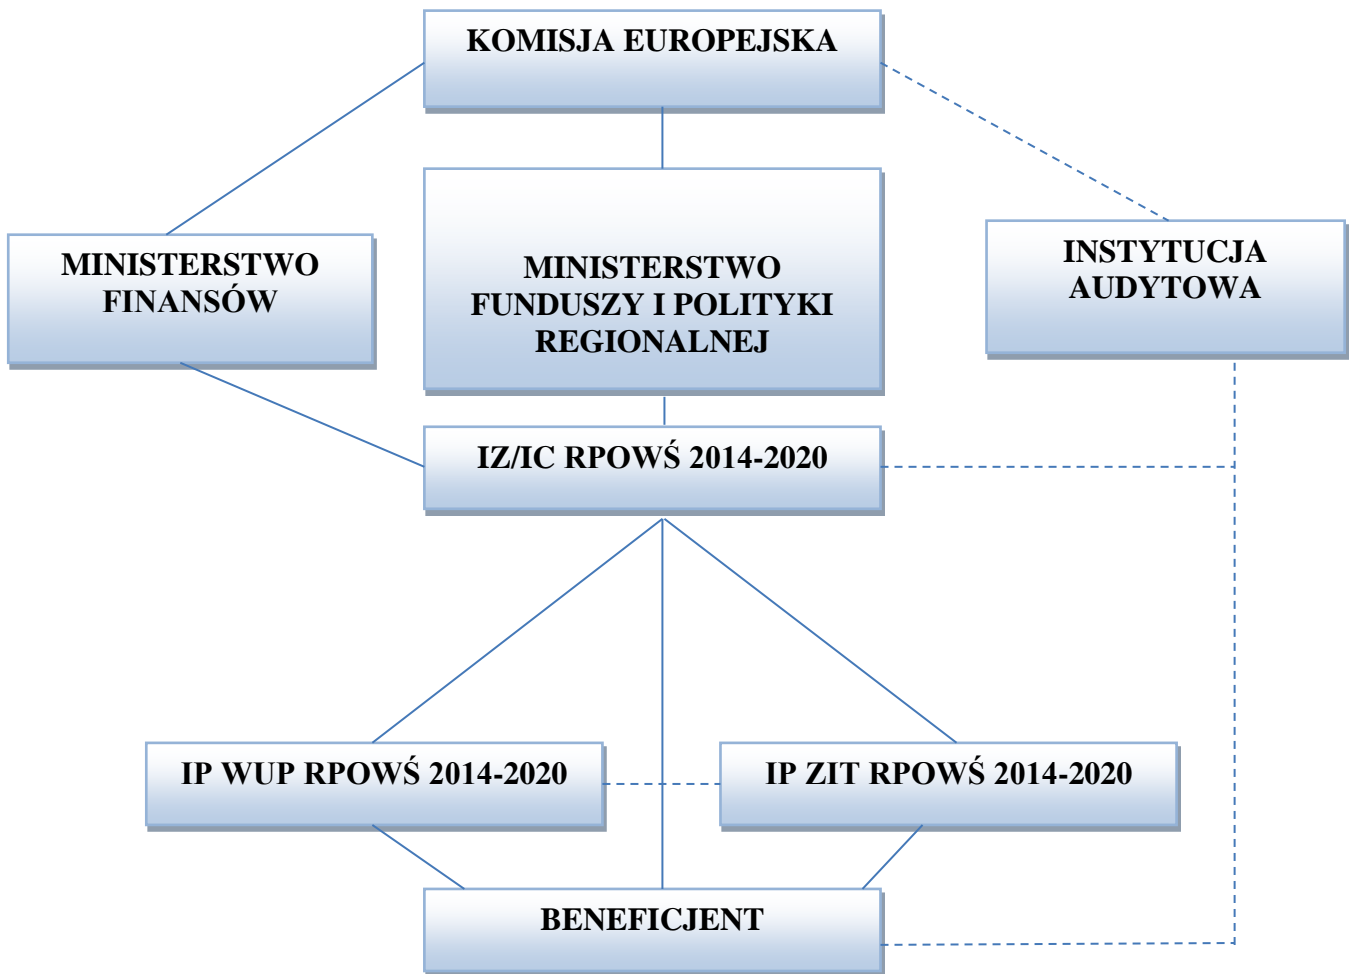 KOMISJA EUROPEJSKA
MINISTERSTWO
FINANSÓW
MINISTERSTWO
FUNDUSZY I POLITYKI
REGIONALNEJ
INSTYTUCJA
AUDYTOWA
IZ/IC RPOWŚ 2014-2020
IP WUP RPOWŚ 2014-2020
IP ZIT RPOWŚ 2014-2020
BENEFICJENT